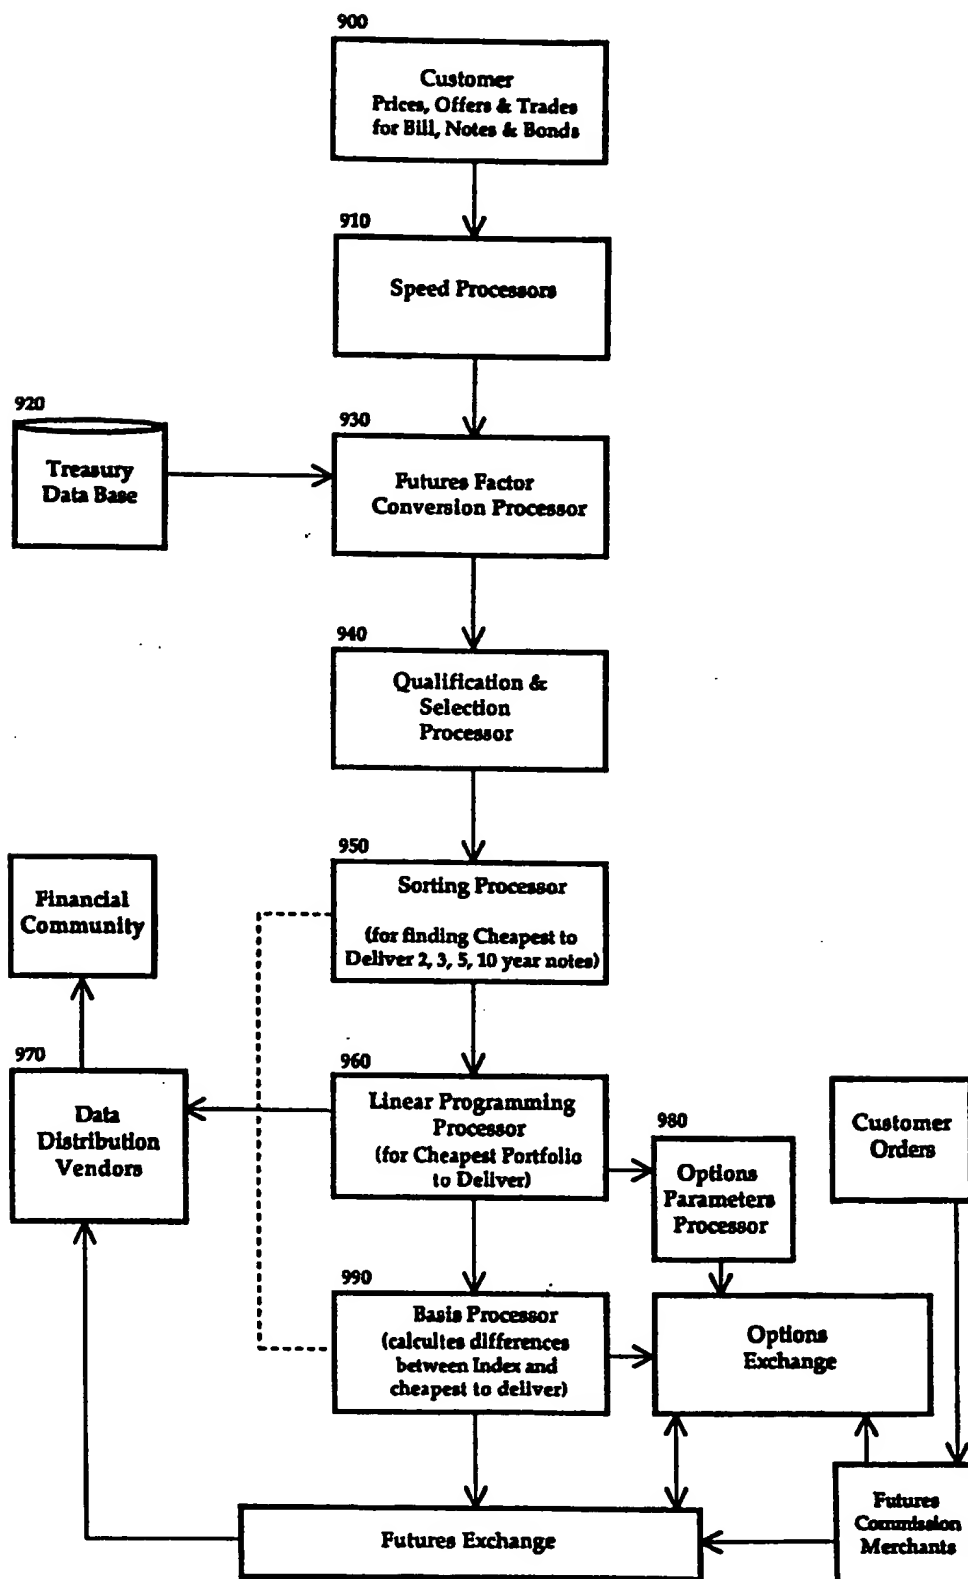 900
Customer
Prices, Offers & Trades
for Bill, Notes & Bonds
910
Speed Processors
920
Treasury
Data Base
930
Futures Factor
Conversion Processor
940
Qualification &
Selection
Processor
950
Sorting Processor
(for finding Cheapest to
Deliver 2, 3, 5, 10 year notes)
Financial
Community
960
Linear Programming
Processor
(for Cheapest Portfolio
to Deliver)
970
Data
Distribution
Vendors
980
Options
Parameters
Processor
Customer
Orders
990
Basis Processor
(calcultes differences
between Index and
cheapest to deliver)
Options
Exchange
Futures Exchange
Futures
Commission
Merchants